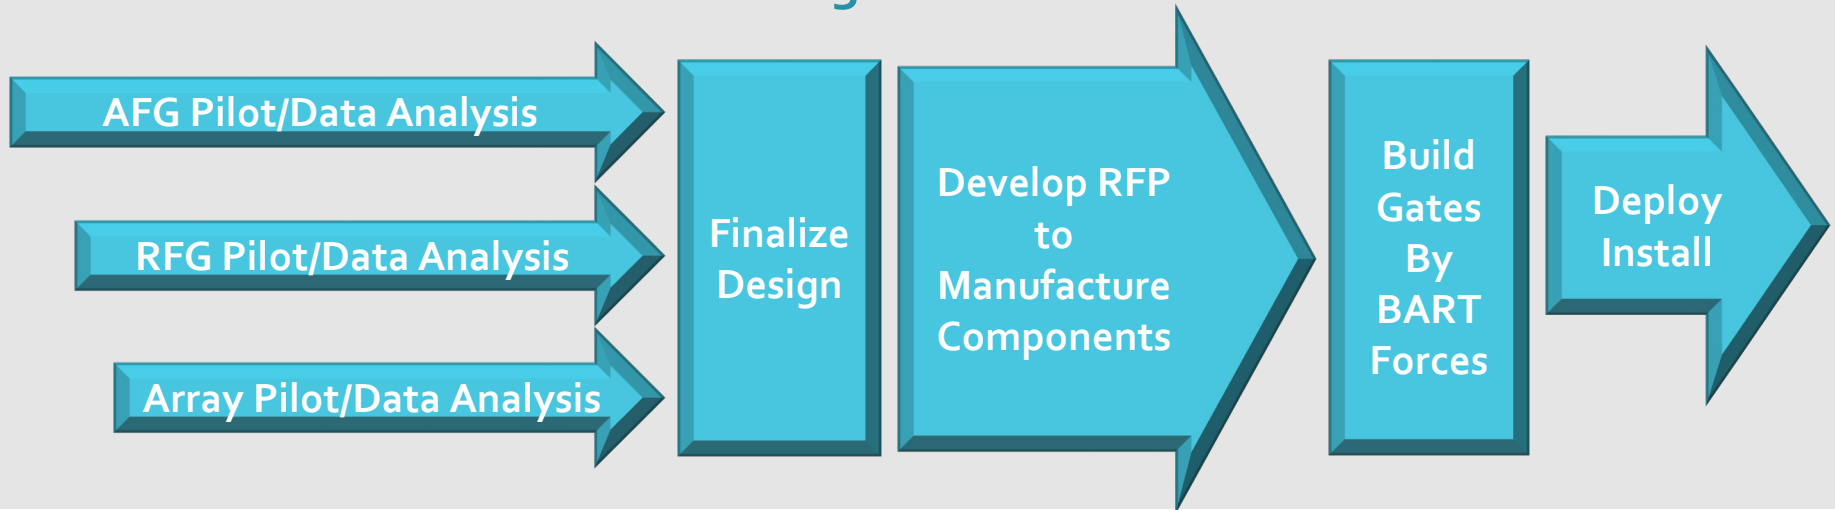 AFG Pilot/Data Analysis
RFG Pilot/Data Analysis
Array Pilot/Data Analysis
Finalize
Design
Develop RFP
to
Manufacture
Components
Build
Gates
By
BART
Forces
Deploy
Install